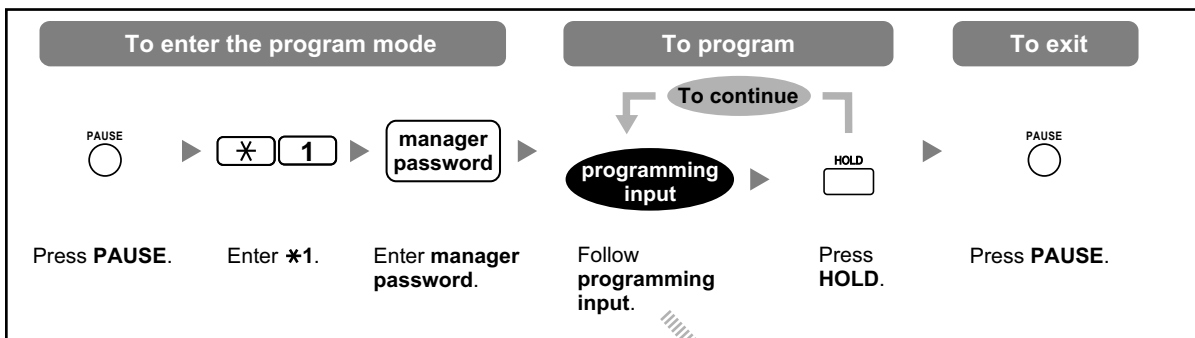 To enter the program mode
To program
To exit
To continue
PAUSE
✳ 1
manager
password
programming
input
HOLD
PAUSE
Press PAUSE.
Enter ✳1.
Enter manager
password.
Follow
programming
input.
Press
HOLD.
Press PAUSE.